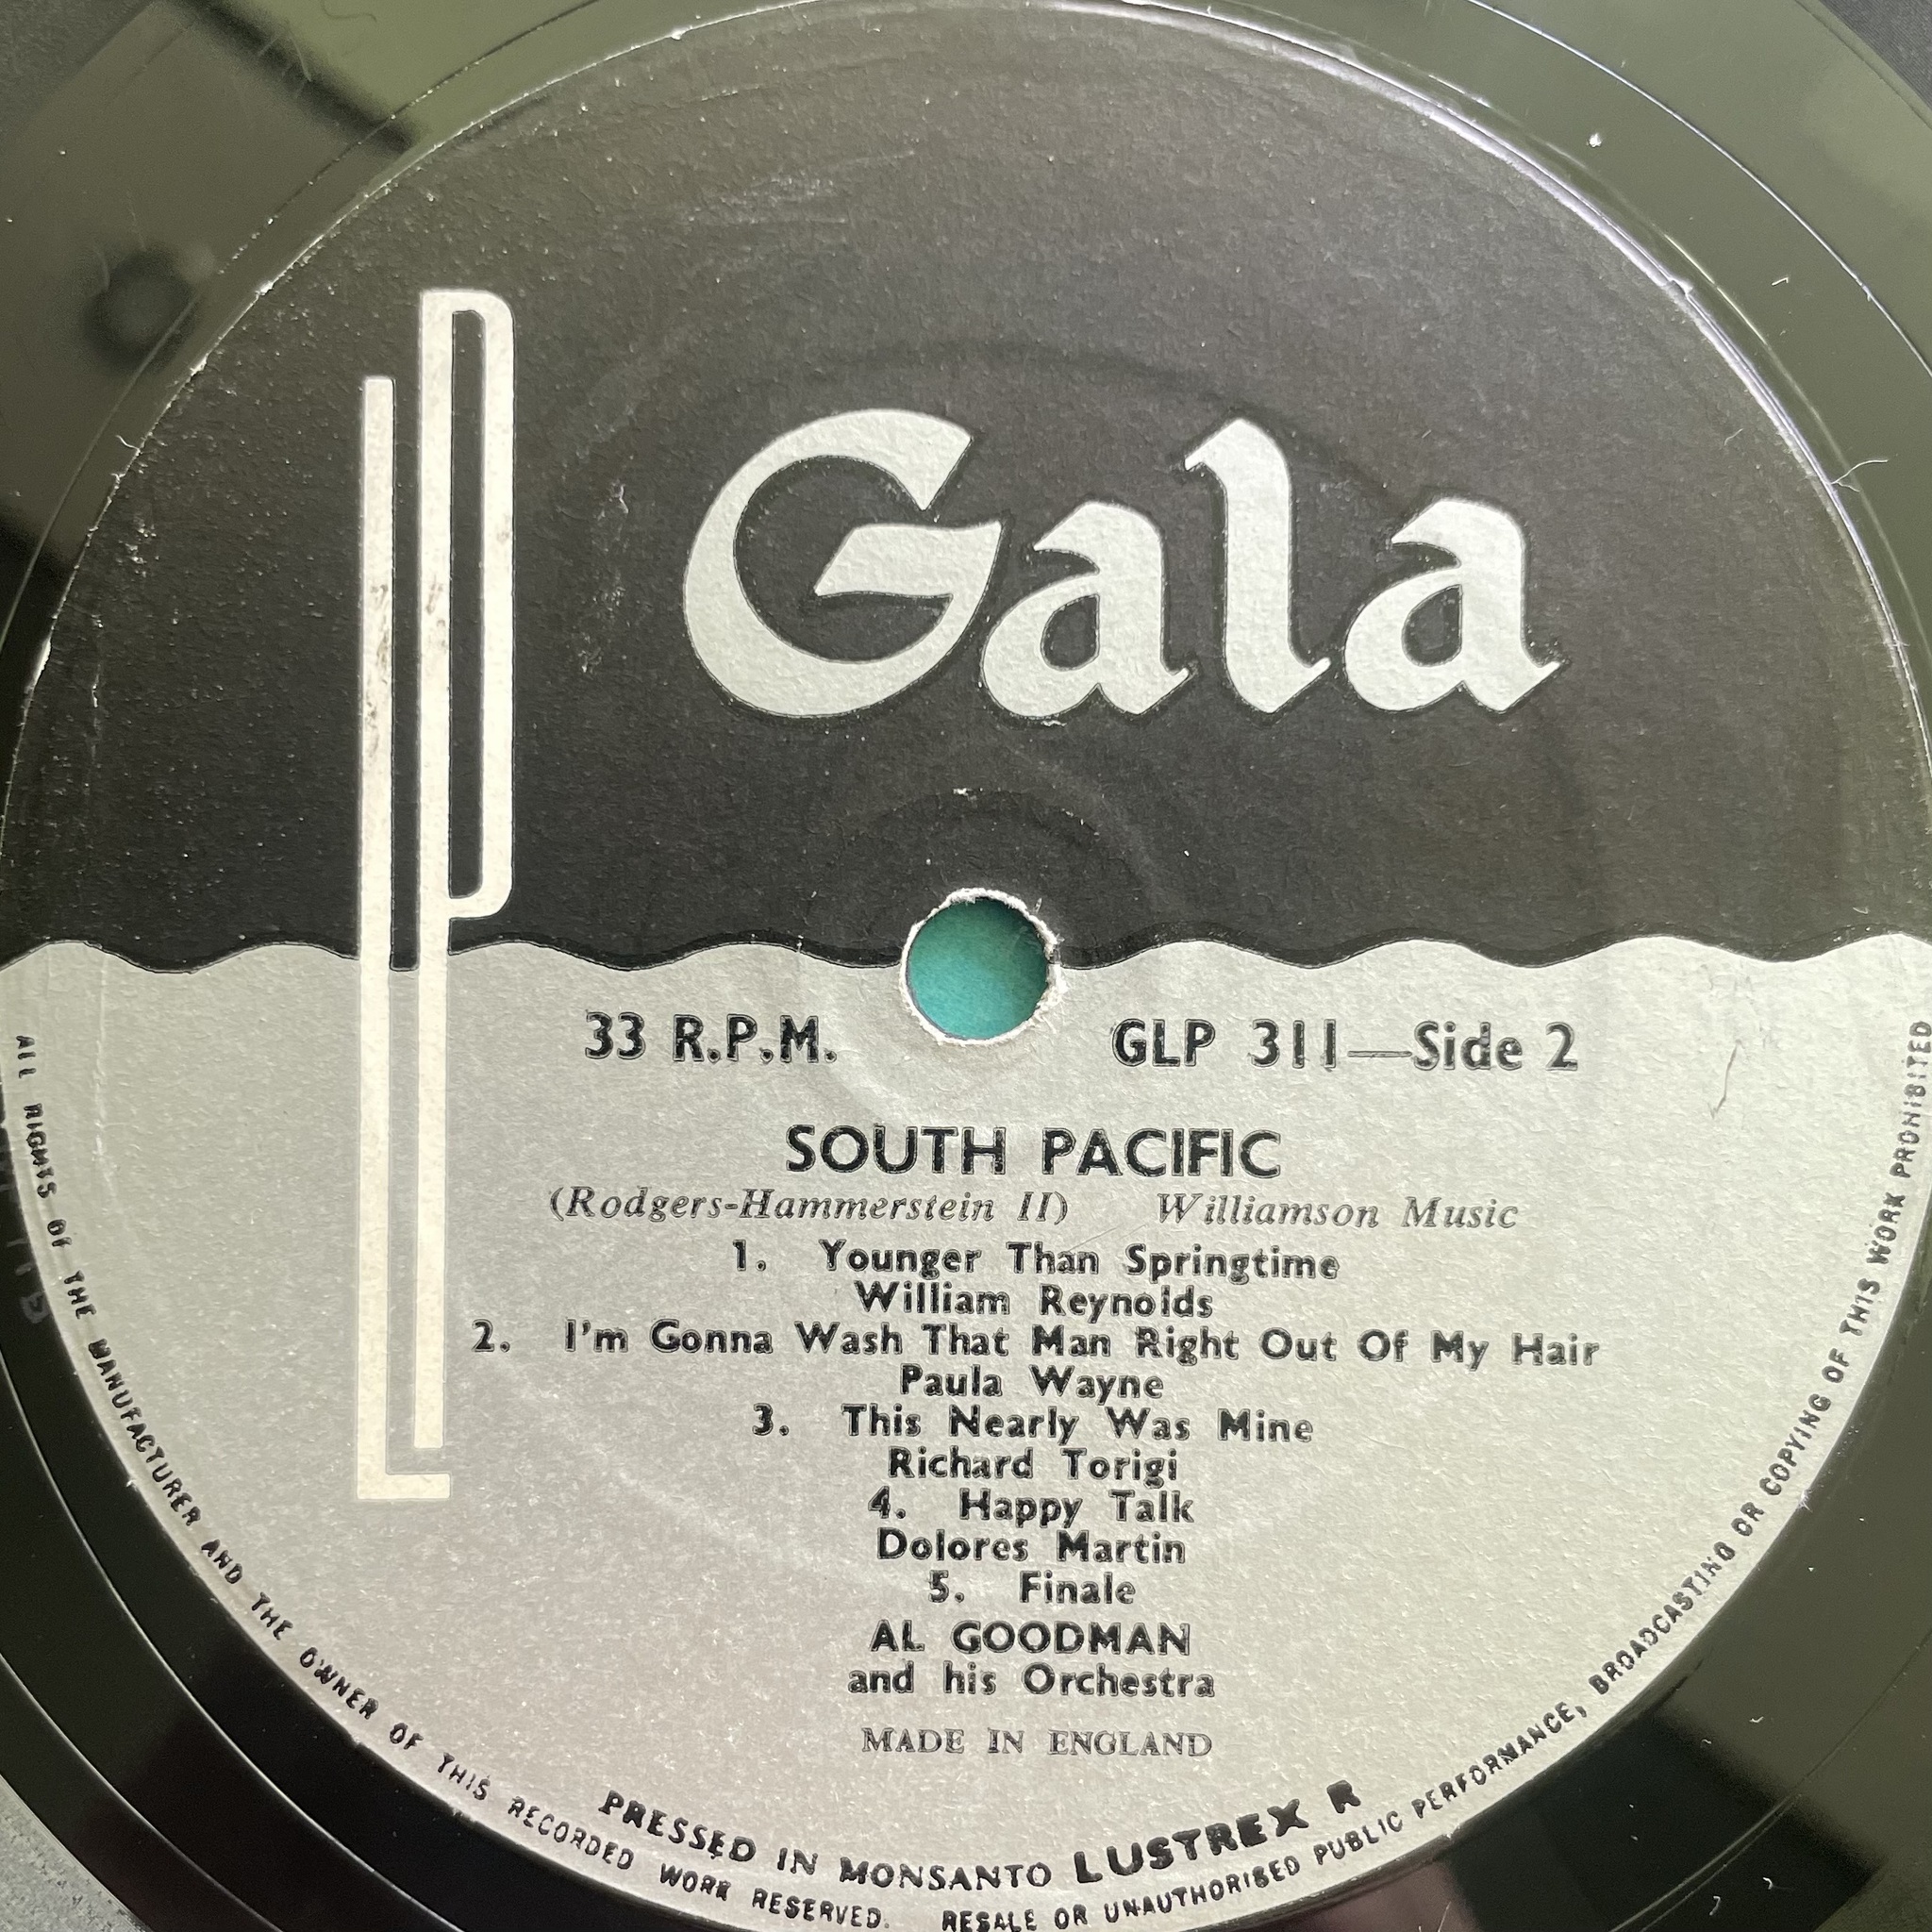 LP
Gala
33 R.P.M. GLP 311—Side 2
SOUTH PACIFIC
(Rodgers-Hammerstein II) Williamson Music
1. Younger Than Springtime
William Reynolds
2. I'm Gonna Wash That Man Right Out Of My Hair
Paula Wayne
3. This Nearly Was Mine
Richard Torigi
4. Happy Talk
Dolores Martin
5. Finale
AL GOODMAN
and his Orchestra
MADE IN ENGLAND
PRESSED IN MONSANTO LUSTREX R
ALL RIGHTS OF THE MANUFACTURER AND THE OWNER OF THIS RECORDED WORK RESERVED. RESALE OR UNAUTHORISED PUBLIC PERFORMANCE, BROADCASTING OR COPYING OF THIS WORK PROHIBITED